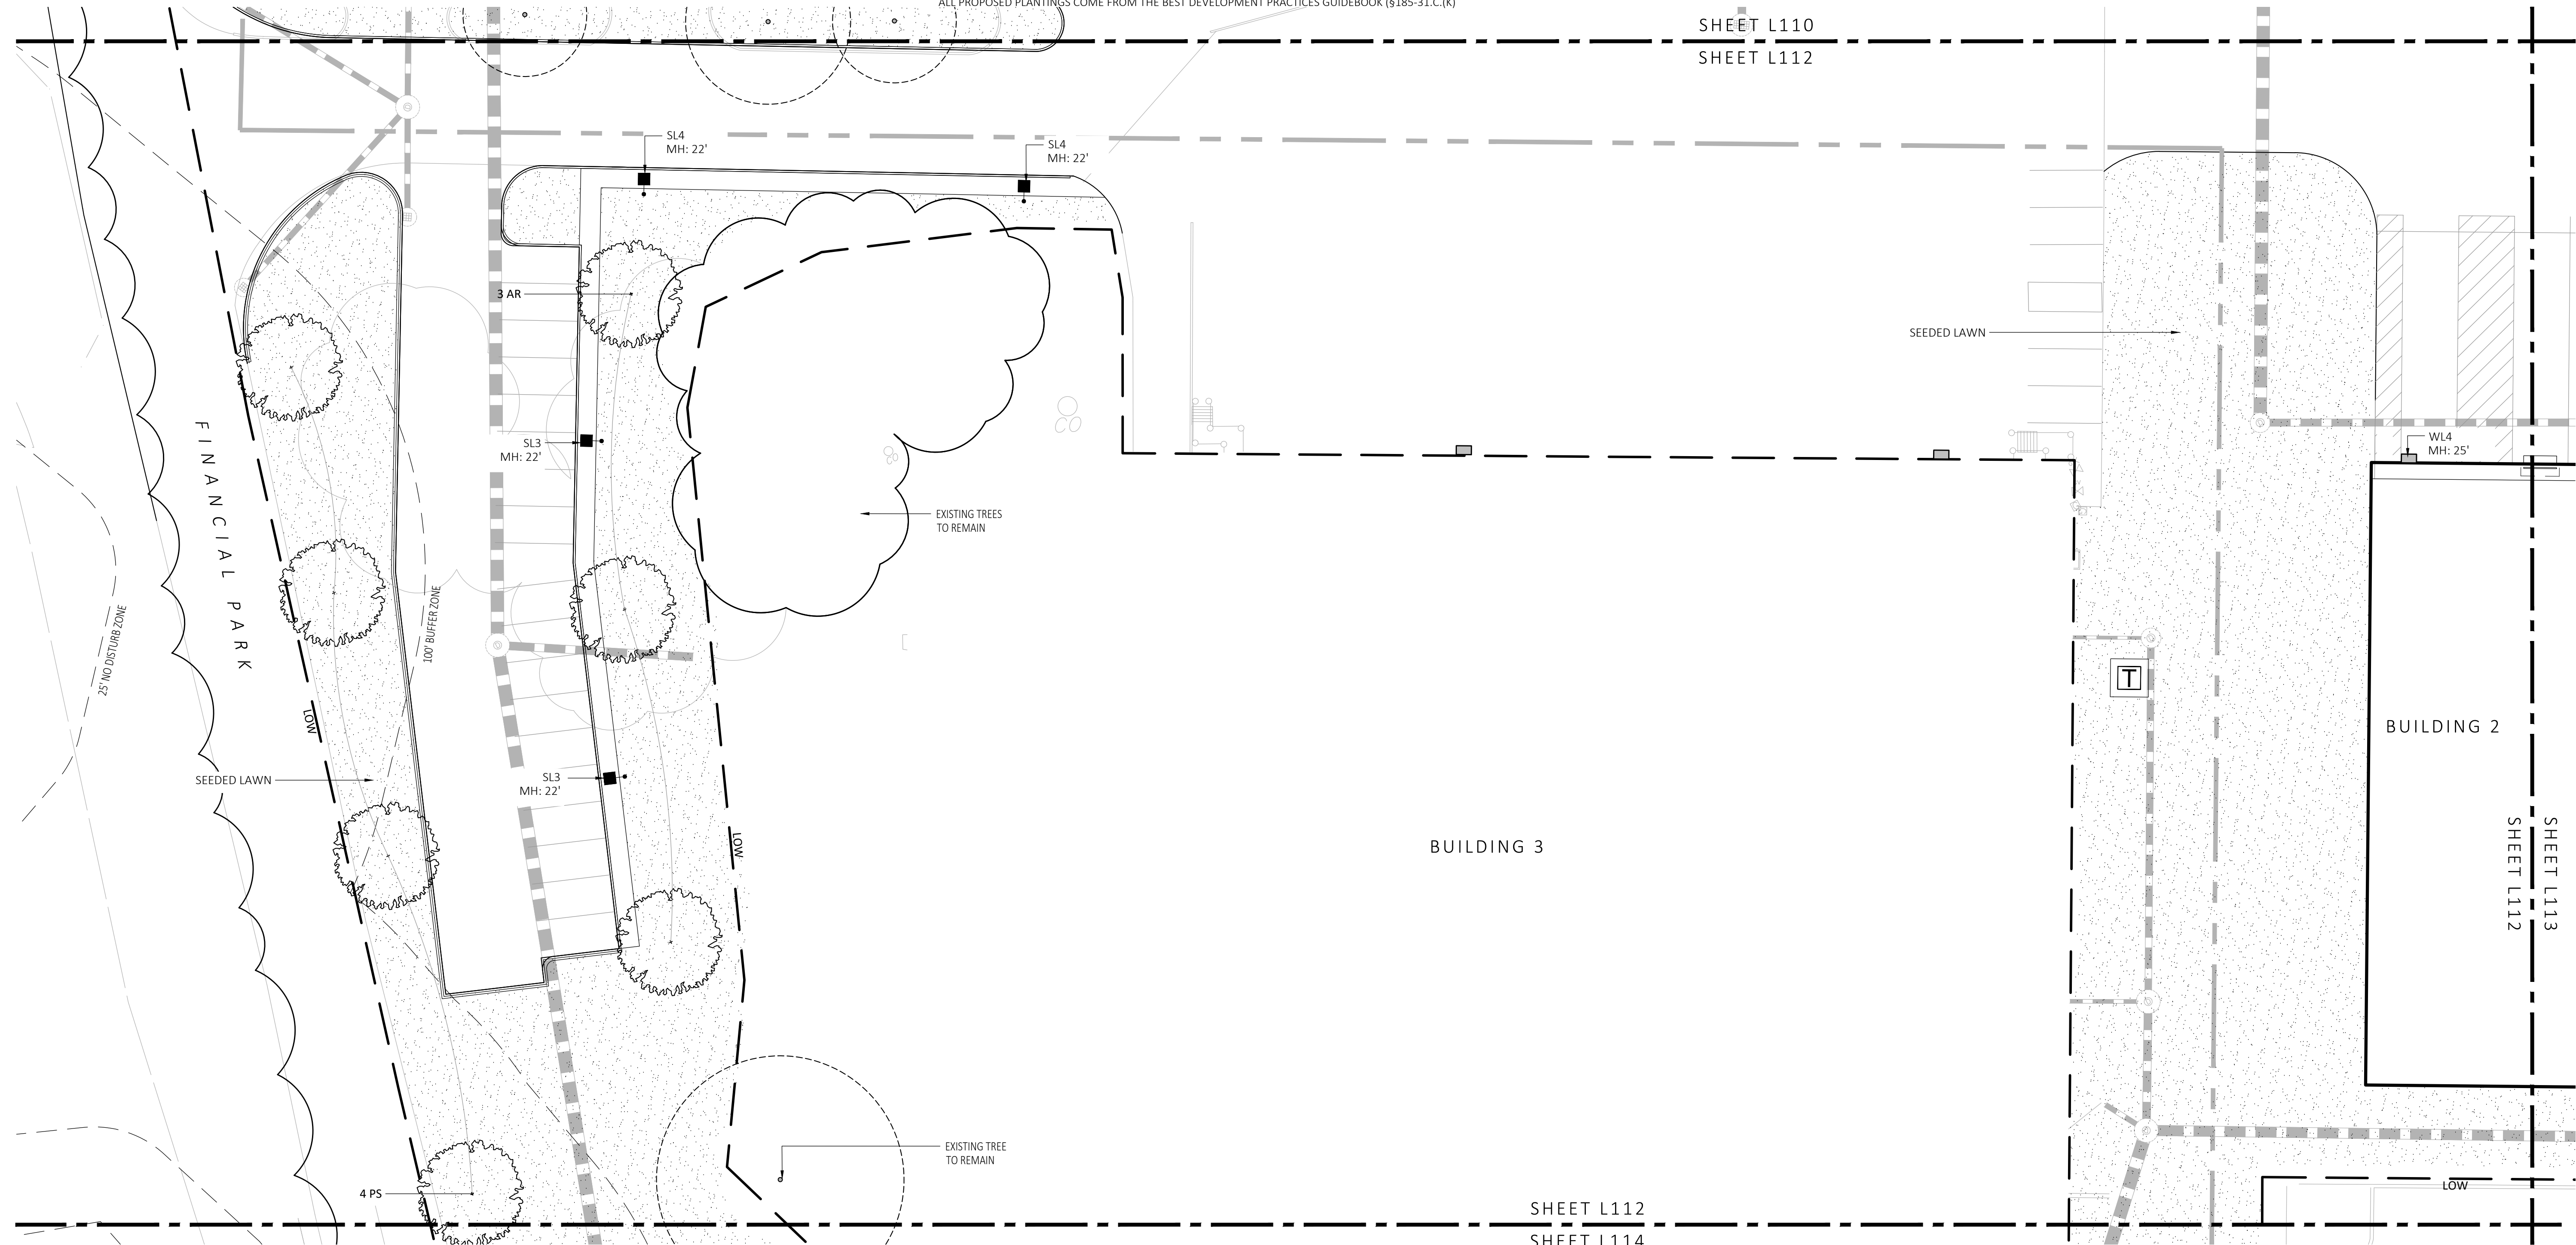 ALL PROPOSED PLANTINGS COME FROM THE BEST DEVELOPMENT PRACTICES GUIDEBOOK (§185-31.C.(K)
SHEET L110
SHEET L112
SL4
MH: 22'
SL4
MH: 22'
3 AR
SEEDED LAWN
FINANCIAL PARK
SL3
MH: 22'
WL4
MH: 25'
EXISTING TREES
TO REMAIN
25' NO DISTURB ZONE
100' BUFFER ZONE
T
LOW
BUILDING 2
SEEDED LAWN
SL3
MH: 22'
LOW
BUILDING 3
SHEET L112
SHEET L113
EXISTING TREE
TO REMAIN
4 PS
LOW
SHEET L112
SHEET L114